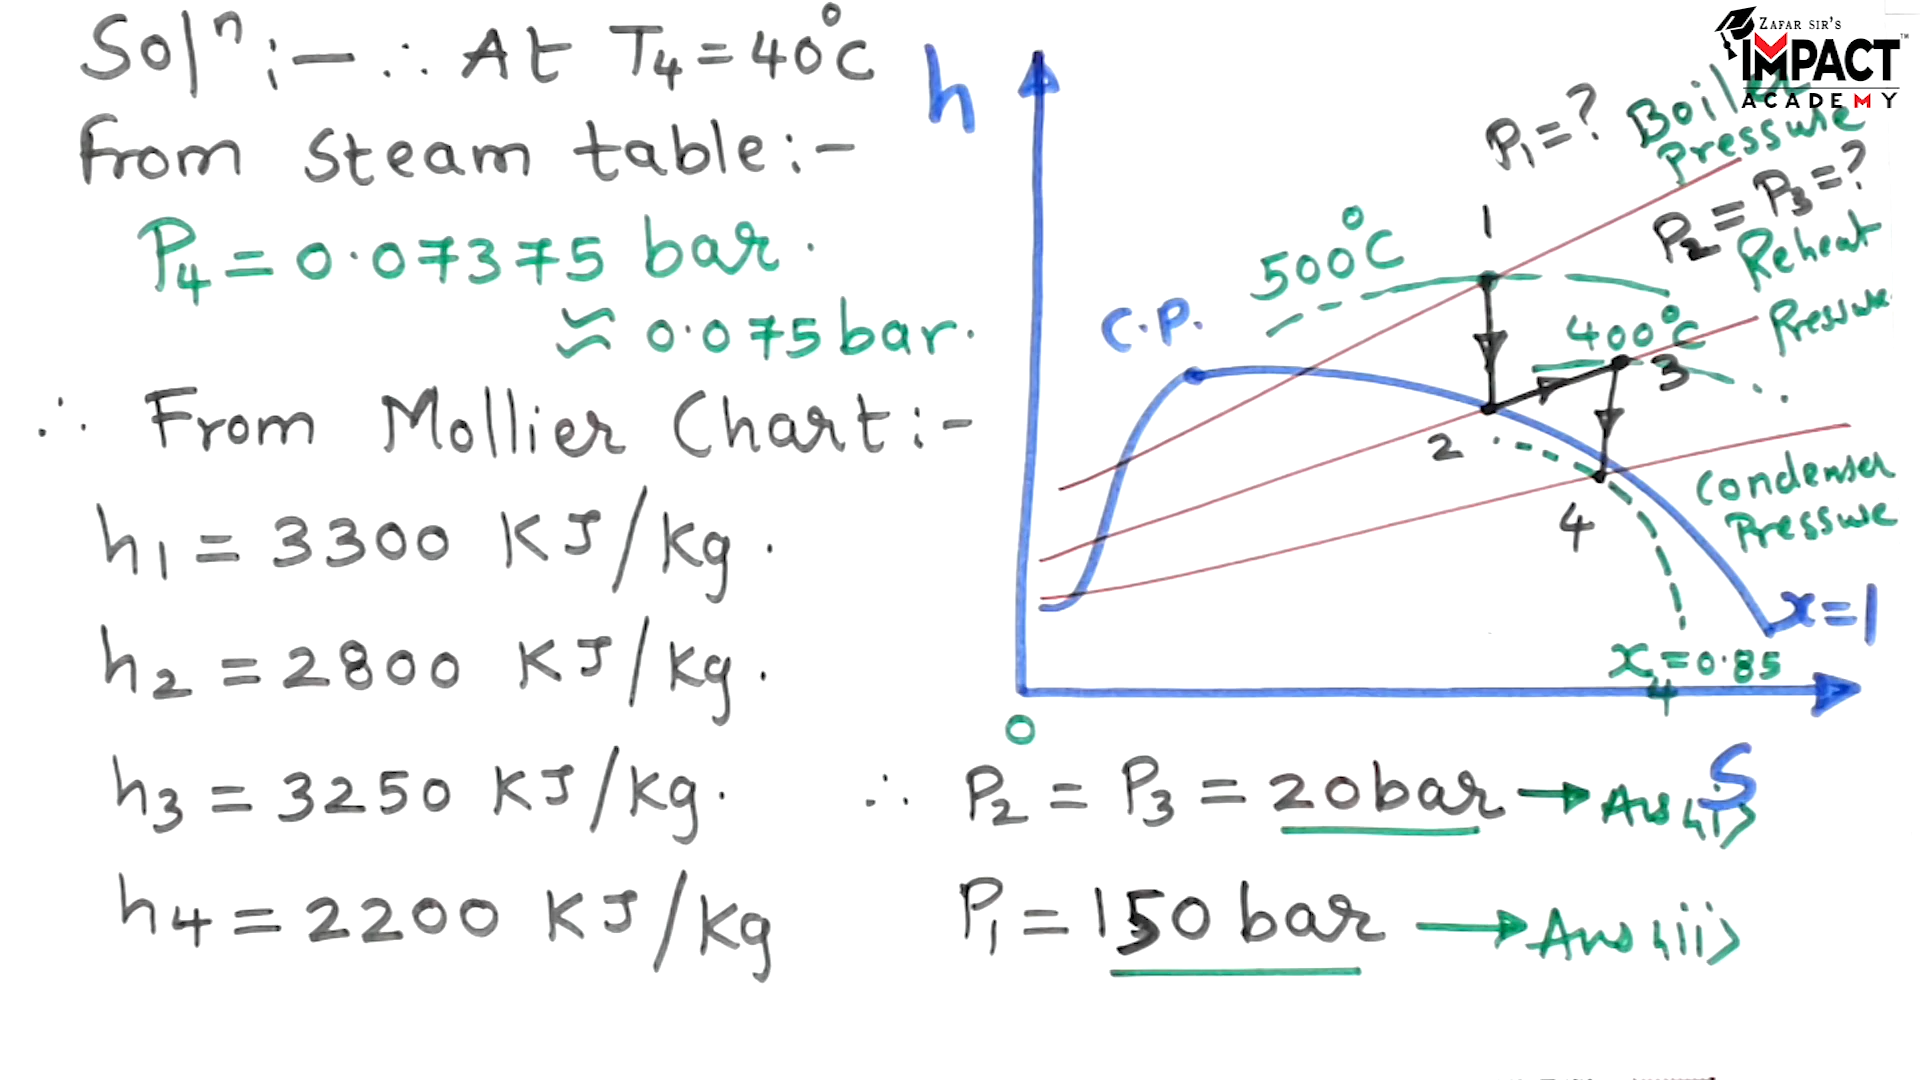 Solⁿ :- ∴ At T₄ = 40°C
From steam table :-
P₄ = 0.07375 bar.
≈ 0.075 bar.
∴ From Mollier Chart :-
h₁ = 3300 KJ/Kg.
h₂ = 2800 KJ/Kg.
h₃ = 3250 KJ/Kg.
h₄ = 2200 KJ/Kg
ZAFAR SIR'S
IMPACT™
ACADEMY
h
P₁ = ?
Boiler
Pressure
P₂ = P₃ = ?
Reheat
Pressure
1
500°C
C.P.
400°C
3
2
4
Condenser
Pressure
x = 1
x₄ = 0.85
0
S
∴ P₂ = P₃ = 20 bar → Ans (i)
P₁ = 150 bar → Ans (ii)